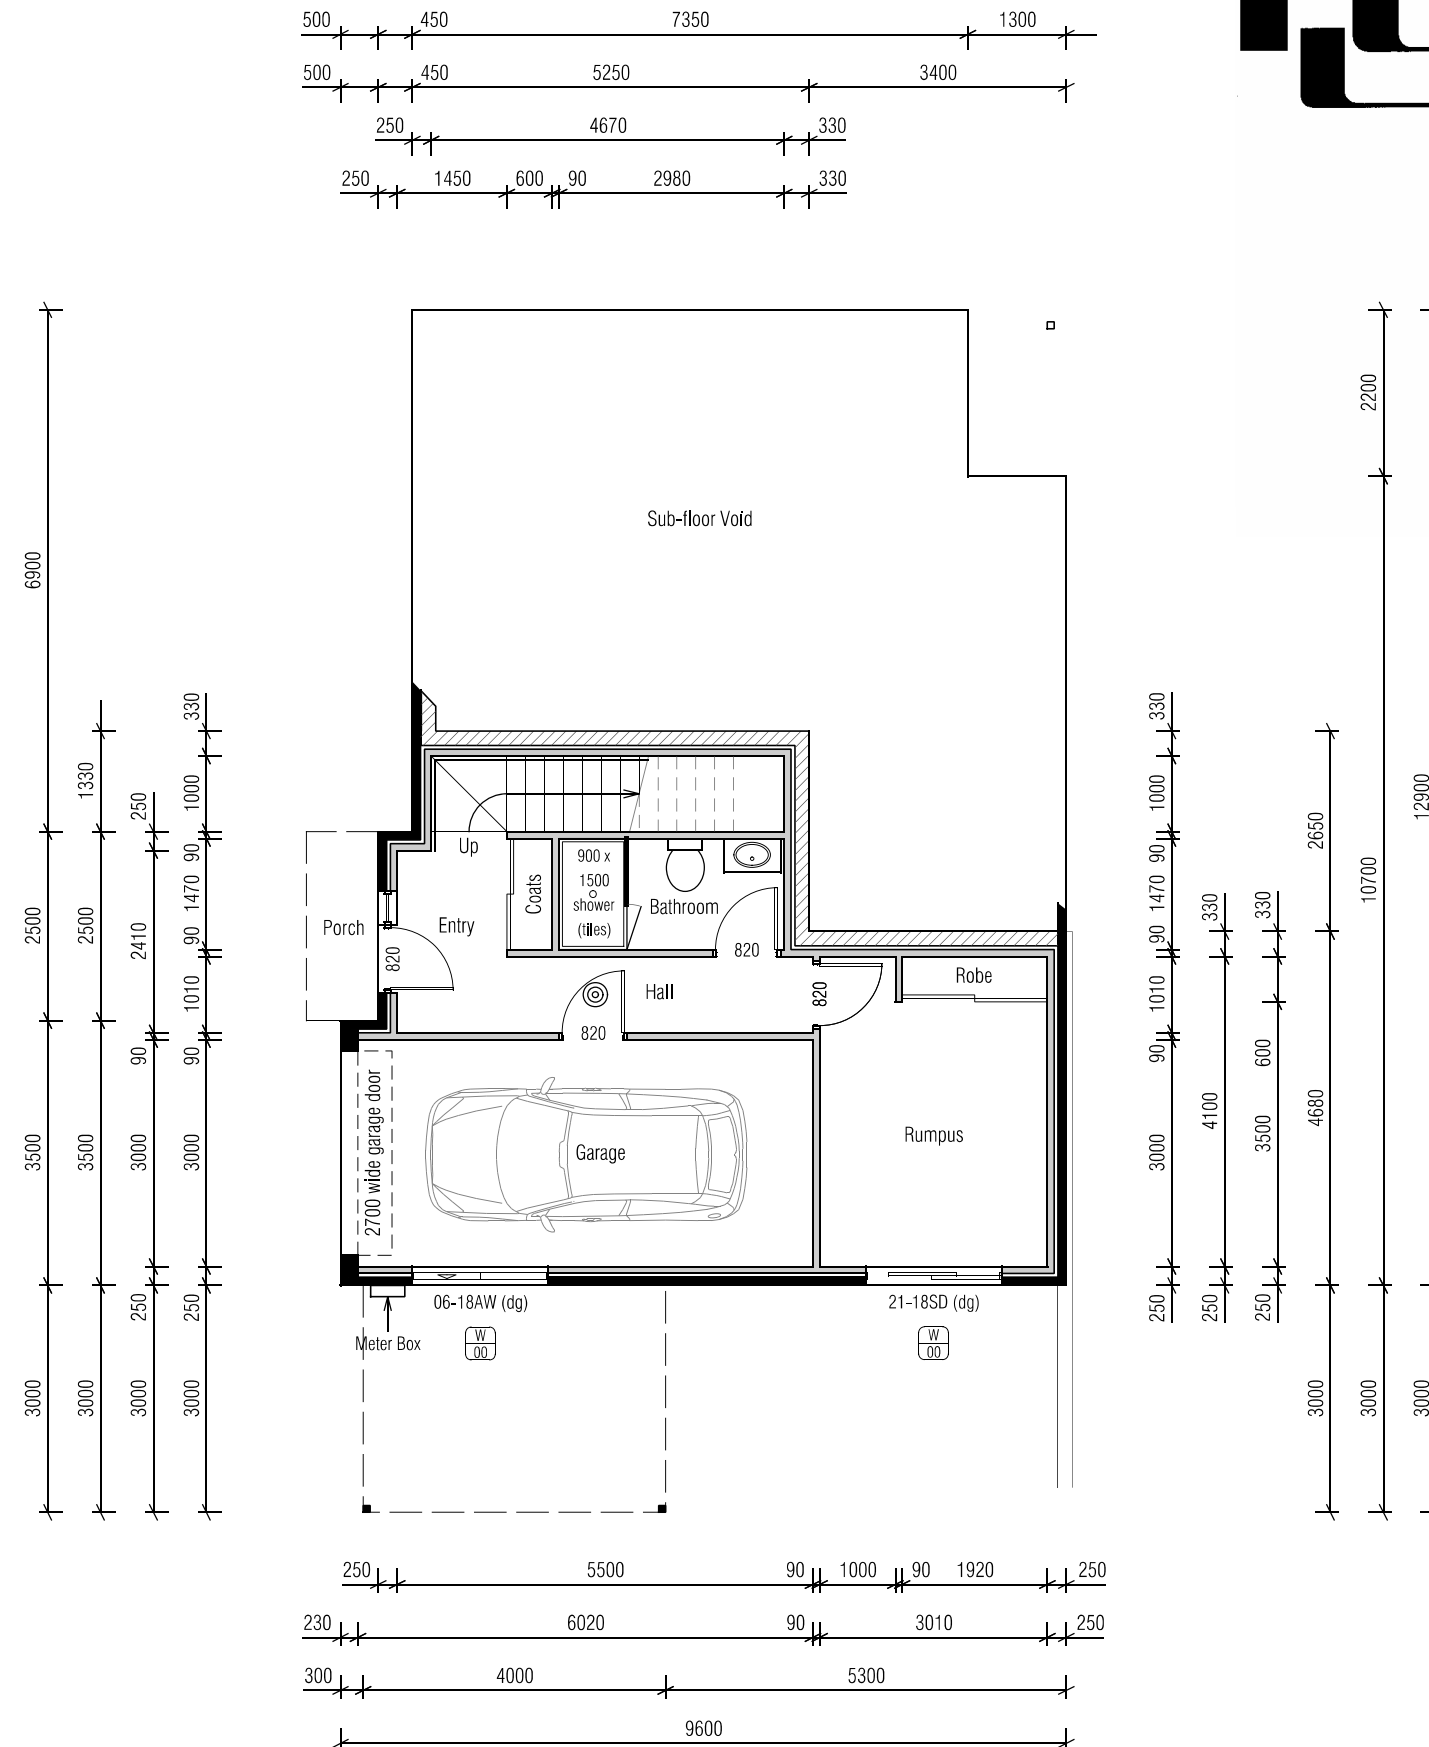 500 450 7350 1300
500 450 5250 3400
250 4670 330
250 1450 600 90 2980 330
6900
2500
3500
3000
1330
2500
3500
3000
250
2410
90
3000
250
3000
330
1000
90
1470
90
1010
90
3000
250
3000
Sub-floor Void
Up
Coats
900 x
1500
shower
(tiles)
Bathroom
Porch
Entry
820
820
Hall
820
Robe
820
2700 wide garage door
Garage
Rumpus
06-18AW (dg)
21-18SD (dg)
Meter Box
W
00
W
00
330
1000
90
1470
90
1010
90
3000
250
330
4100
250
330
600
3500
250
2650
4680
3000
2200
10700
3000
12900
3000
250 5500 90 1000 90 1920 250
230 6020 90 3010 250
300 4000 5300
9600